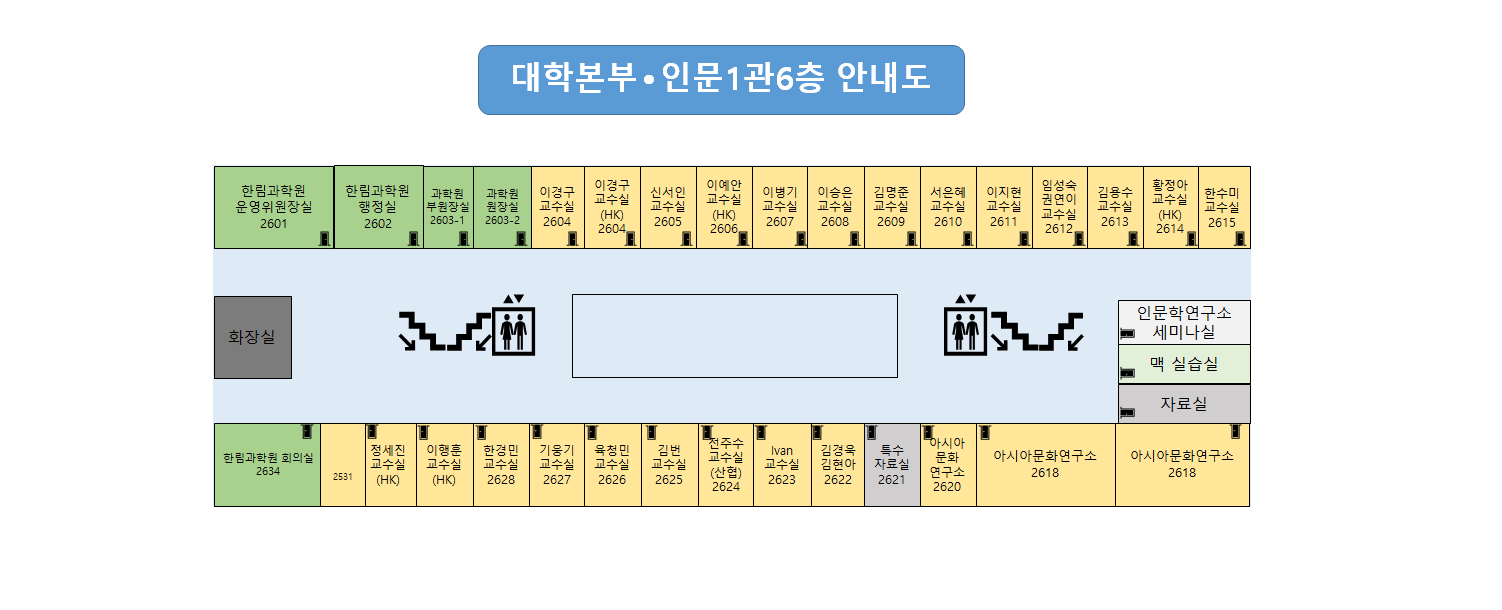 대학본부•인문1관6층 안내도
한림과학원
운영위원장실
2601
한림과학원
행정실
2602
과학원
부원장실
2603-1
과학원
원장실
2603-2
이경구
교수실
2604
이경구
교수실
(HK)
2604
신서인
교수실
2605
이예안
교수실
(HK)
2606
이병기
교수실
2607
이승은
교수실
2608
김명준
교수실
2609
서은혜
교수실
2610
이지현
교수실
2611
임성숙
권연이
교수실
2612
김용수
교수실
2613
황정아
교수실
(HK)
2614
한수미
교수실
2615
화장실
인문학연구소
세미나실
맥 실습실
자료실
한림과학원 회의실
2634
2531
정세진
교수실
(HK)
이행훈
교수실
(HK)
한경민
교수실
2628
기웅기
교수실
2627
육청민
교수실
2626
김번
교수실
2625
전주수
교수실
(산협)
2624
Ivan
교수실
2623
김경욱
김현아
2622
특수
자료실
2621
아시아
문화
연구소
2620
아시아문화연구소
2618
아시아문화연구소
2618